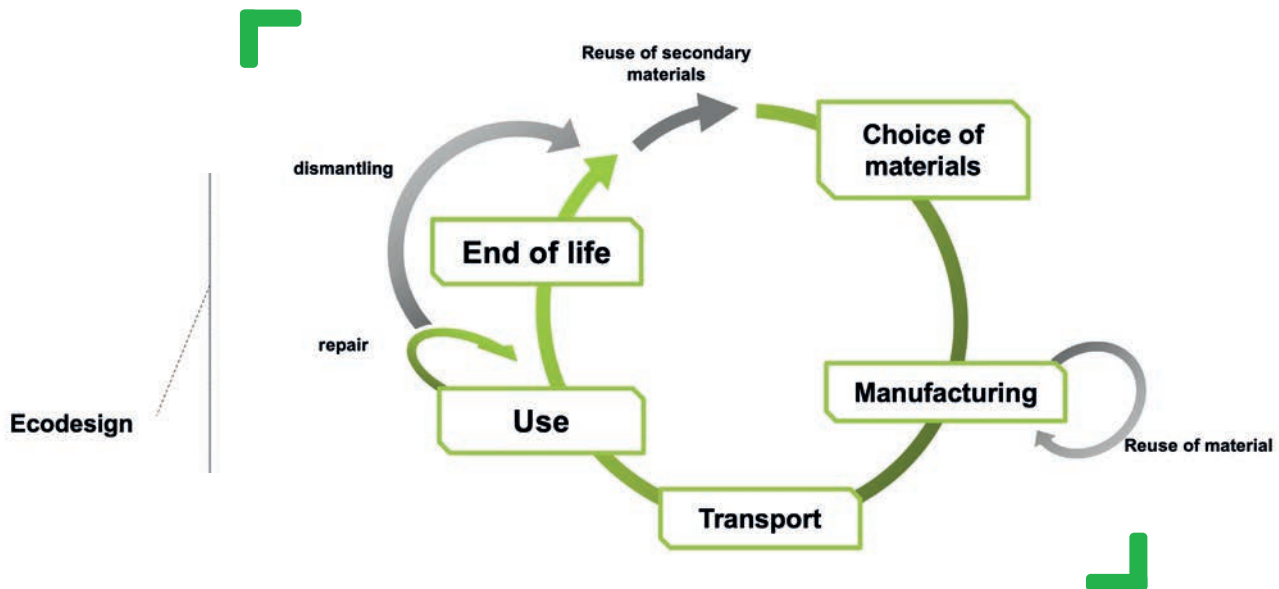 Reuse of secondary
materials
Choice of
materials
dismantling
End of life
repair
Manufacturing
Use
Ecodesign
Reuse of material
Transport